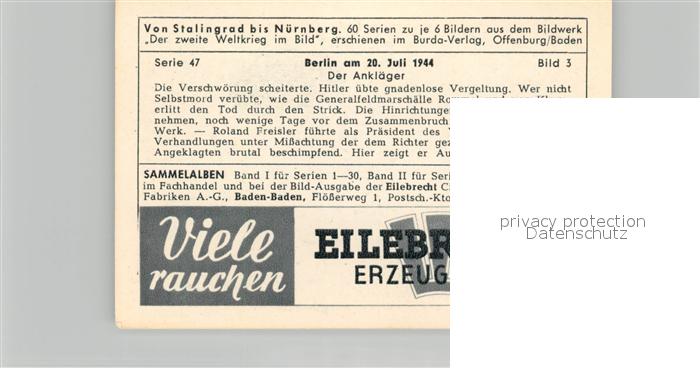 Von Stalingrad bis Nürnberg. 60 Serien zu je 6 Bildern aus dem Bildwerk
„Der zweite Weltkrieg im Bild", erschienen im Burda-Verlag, Offenburg/Baden
Serie 47 Berlin am 20. Juli 1944 Bild 3
Der Ankläger
Die Verschwörung scheiterte. Hitler übte gnadenlose Vergeltung. Wer nicht
Selbstmord verübte, wie die Generalfeldmarschälle
erlitt den Tod durch den Strick. Die Hinrichtungen
nehmen, noch wenige Tage vor dem Zusammenbruch
Werk. — Roland Freisler führte als Präsident des
Verhandlungen unter Mißachtung der dem Richter
Angeklagten brutal beschimpfend. Hier zeigt er
SAMMELALBEN Band I für Serien 1—30, Band II für
im Fachhandel und bei der Bild-Ausgabe der Eilebrecht
Fabriken A.-G., Baden-Baden, Flößerweg 1, Postsch.-Kto
Viele
rauchen
EILEBR
ERZEUG
privacy protection
Datenschutz